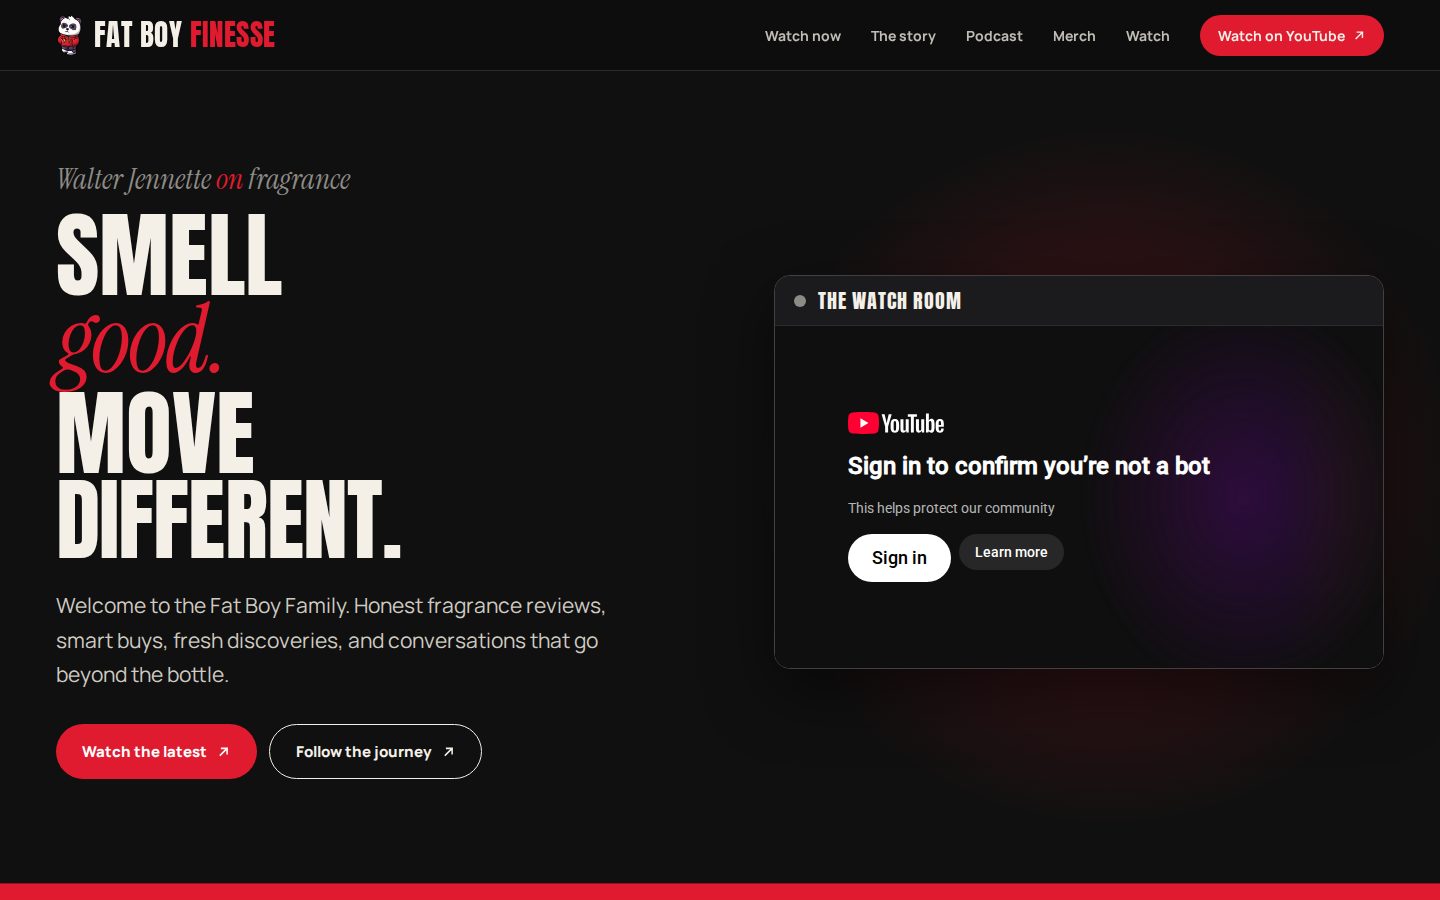 FAT BOY FINESSE
Watch now
The story
Podcast
Merch
Watch
Watch on YouTube
Walter Jennette on fragrance
SMELL
good.
MOVE
DIFFERENT.
Welcome to the Fat Boy Family. Honest fragrance reviews,
smart buys, fresh discoveries, and conversations that go
beyond the bottle.
Watch the latest
Follow the journey
THE WATCH ROOM
YouTube
Sign in to confirm you’re not a bot
This helps protect our community
Sign in
Learn more